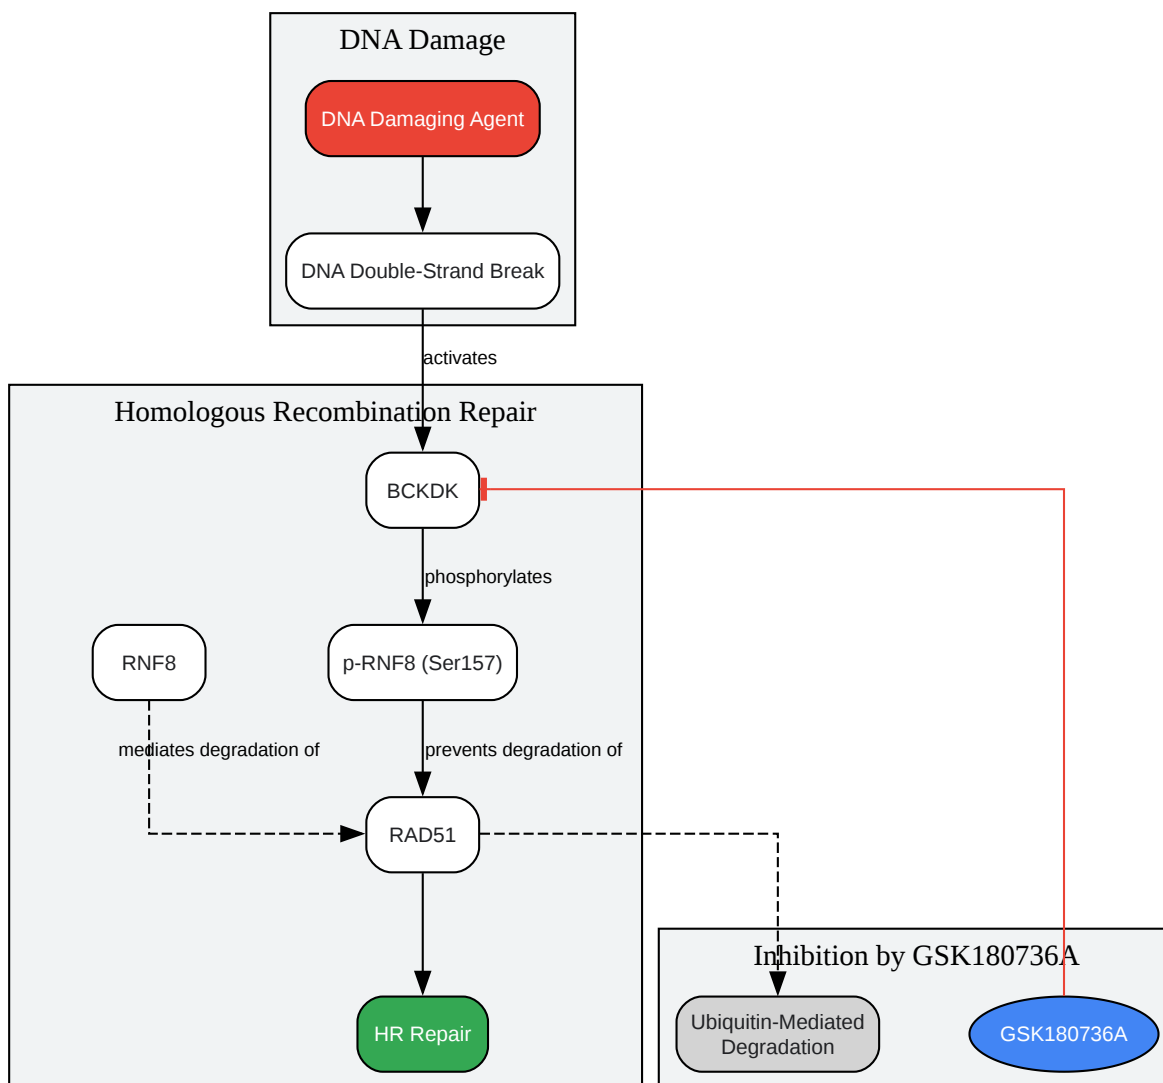 DNA Damage
DNA Damaging Agent
DNA Double-Strand Break
activates
Homologous Recombination Repair
BCKDK
phosphorylates
RNF8
p-RNF8 (Ser157)
mediates degradation of
prevents degradation of
RAD51
Inhibition by GSK180736A
HR Repair
Ubiquitin-Mediated
Degradation
GSK180736A